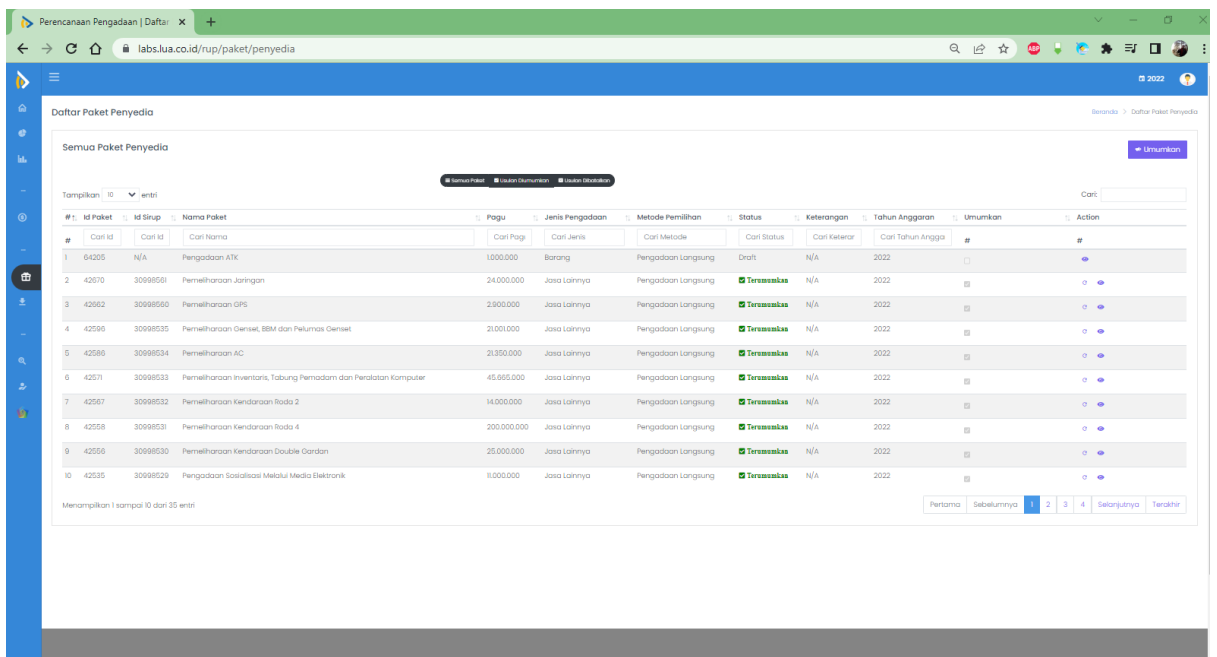 Perencanaan Pengadaan | Daftar
labs.lua.co.id/rup/paket/penyedia
ABP
2022
Daftar Paket Penyedia
Beranda > Daftar Paket Penyedia
Semua Paket Penyedia
Umumkan
Semua Paket Usulan Diumumkan Usulan Dibatalkan
Tampilkan 10 entri
Cari:
# Id Paket Id Sirup Nama Paket Pagu Jenis Pengadaan Metode Pemilihan Status Keterangan Tahun Anggaran Umumkan Action
# Cari Id Cari Id Cari Nama Cari Pagu Cari Jenis Cari Metode Cari Status Cari Keterar Cari Tahun Angga # #
1 64205 N/A Pengadaan ATK 1.000.000 Barang Pengadaan Langsung Draft N/A 2022
2 42670 30998561 Pemeliharaan Jaringan 24.000.000 Jasa Lainnya Pengadaan Langsung Terumumkan N/A 2022
3 42662 30998560 Pemeliharaan GPS 2.900.000 Jasa Lainnya Pengadaan Langsung Terumumkan N/A 2022
4 42596 30998535 Pemeliharaan Genset, BBM dan Pelumas Genset 21.001.000 Jasa Lainnya Pengadaan Langsung Terumumkan N/A 2022
5 42586 30998534 Pemeliharaan AC 21.350.000 Jasa Lainnya Pengadaan Langsung Terumumkan N/A 2022
6 42571 30998533 Pemeliharaan Inventaris, Tabung Pemadam dan Peralatan Komputer 45.665.000 Jasa Lainnya Pengadaan Langsung Terumumkan N/A 2022
7 42567 30998532 Pemeliharaan Kendaraan Roda 2 14.000.000 Jasa Lainnya Pengadaan Langsung Terumumkan N/A 2022
8 42558 30998531 Pemeliharaan Kendaraan Roda 4 200.000.000 Jasa Lainnya Pengadaan Langsung Terumumkan N/A 2022
9 42556 30998530 Pemeliharaan Kendaraan Double Gardan 25.000.000 Jasa Lainnya Pengadaan Langsung Terumumkan N/A 2022
10 42535 30998529 Pengadaan Sosialisasi Melalui Media Elektronik 11.000.000 Jasa Lainnya Pengadaan Langsung Terumumkan N/A 2022
Menampilkan 1 sampai 10 dari 35 entri
Pertama Sebelumnya 1 2 3 4 Selanjutnya Terakhir